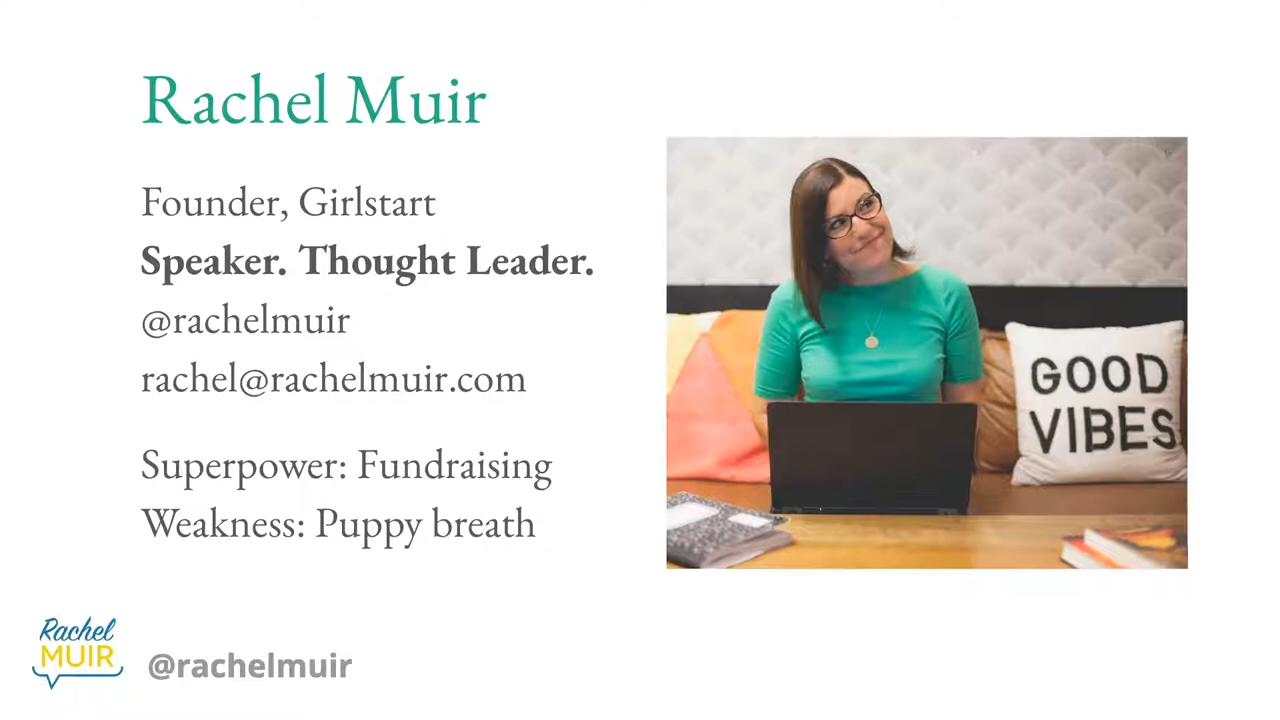 Rachel Muir
Founder, Girlstart
Speaker. Thought Leader.
@rachelmuir
rachel@rachelmuir.com
Superpower: Fundraising
Weakness: Puppy breath
GOOD
VIBES
Rachel
MUIR
@rachelmuir